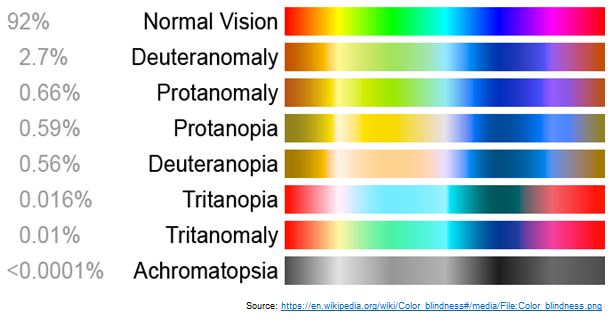 92% Normal Vision
2.7% Deuteranomaly
0.66% Protanomaly
0.59% Protanopia
0.56% Deuteranopia
0.016% Tritanopia
0.01% Tritanomaly
<0.0001% Achromatopsia
Source: https://en.wikipedia.org/wiki/Color_blindness#/media/File:Color_blindness.png